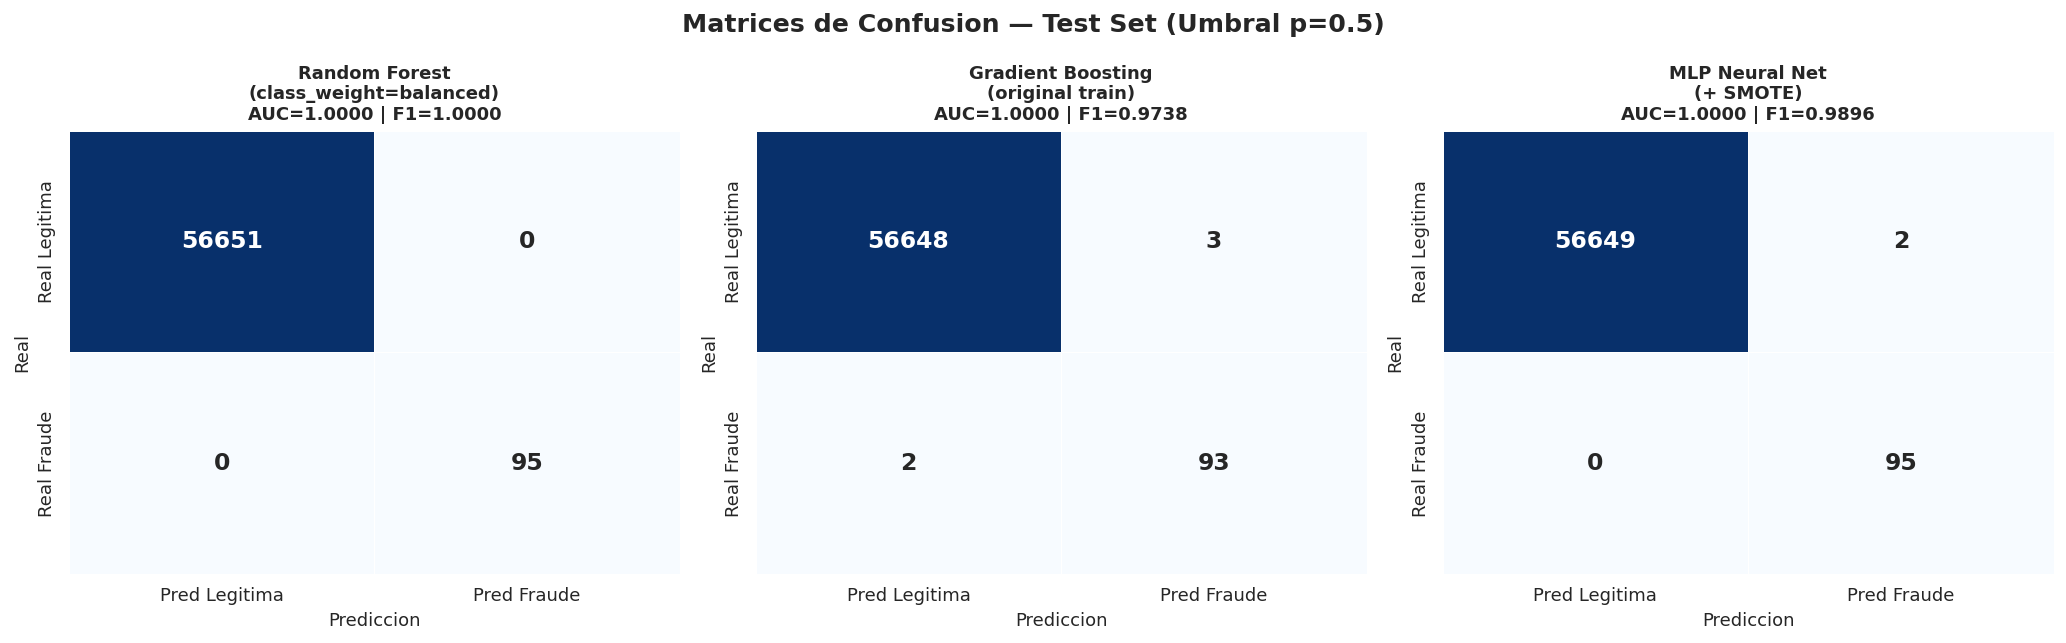 Matrices de Confusion — Test Set (Umbral p=0.5)
Random Forest
(class_weight=balanced)
AUC=1.0000 | F1=1.0000
Real
Real Legitima
56651
0
Real Fraude
0
95
Pred Legitima
Pred Fraude
Prediccion
Gradient Boosting
(original train)
AUC=1.0000 | F1=0.9738
Real
Real Legitima
56648
3
Real Fraude
2
93
Pred Legitima
Pred Fraude
Prediccion
MLP Neural Net
(+ SMOTE)
AUC=1.0000 | F1=0.9896
Real
Real Legitima
56649
2
Real Fraude
0
95
Pred Legitima
Pred Fraude
Prediccion